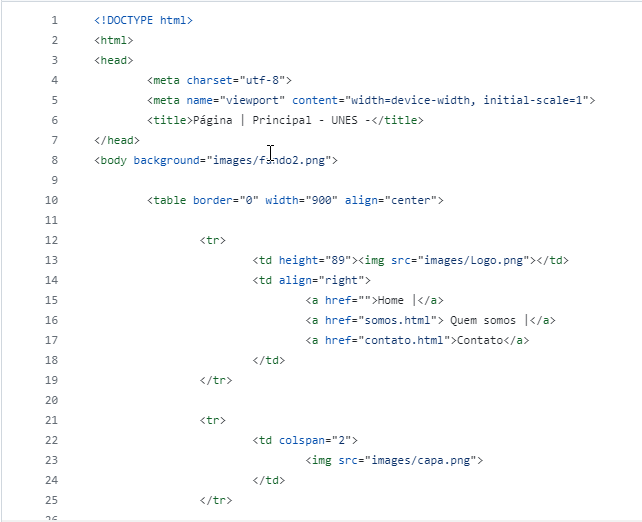 1 <!DOCTYPE html>
2 <html>
3 <head>
4 <meta charset="utf-8">
5 <meta name="viewport" content="width=device-width, initial-scale=1">
6 <title>Página | Principal - UNES -</title>
7 </head>
8 <body background="images/fundo2.png">
9
10 <table border="0" width="900" align="center">
11
12 <tr>
13 <td height="89"><img src="images/Logo.png"></td>
14 <td align="right">
15 <a href="">Home |</a>
16 <a href="somos.html"> Quem somos |</a>
17 <a href="contato.html">Contato</a>
18 </td>
19 </tr>
20
21 <tr>
22 <td colspan="2">
23 <img src="images/capa.png">
24 </td>
25 </tr>
26